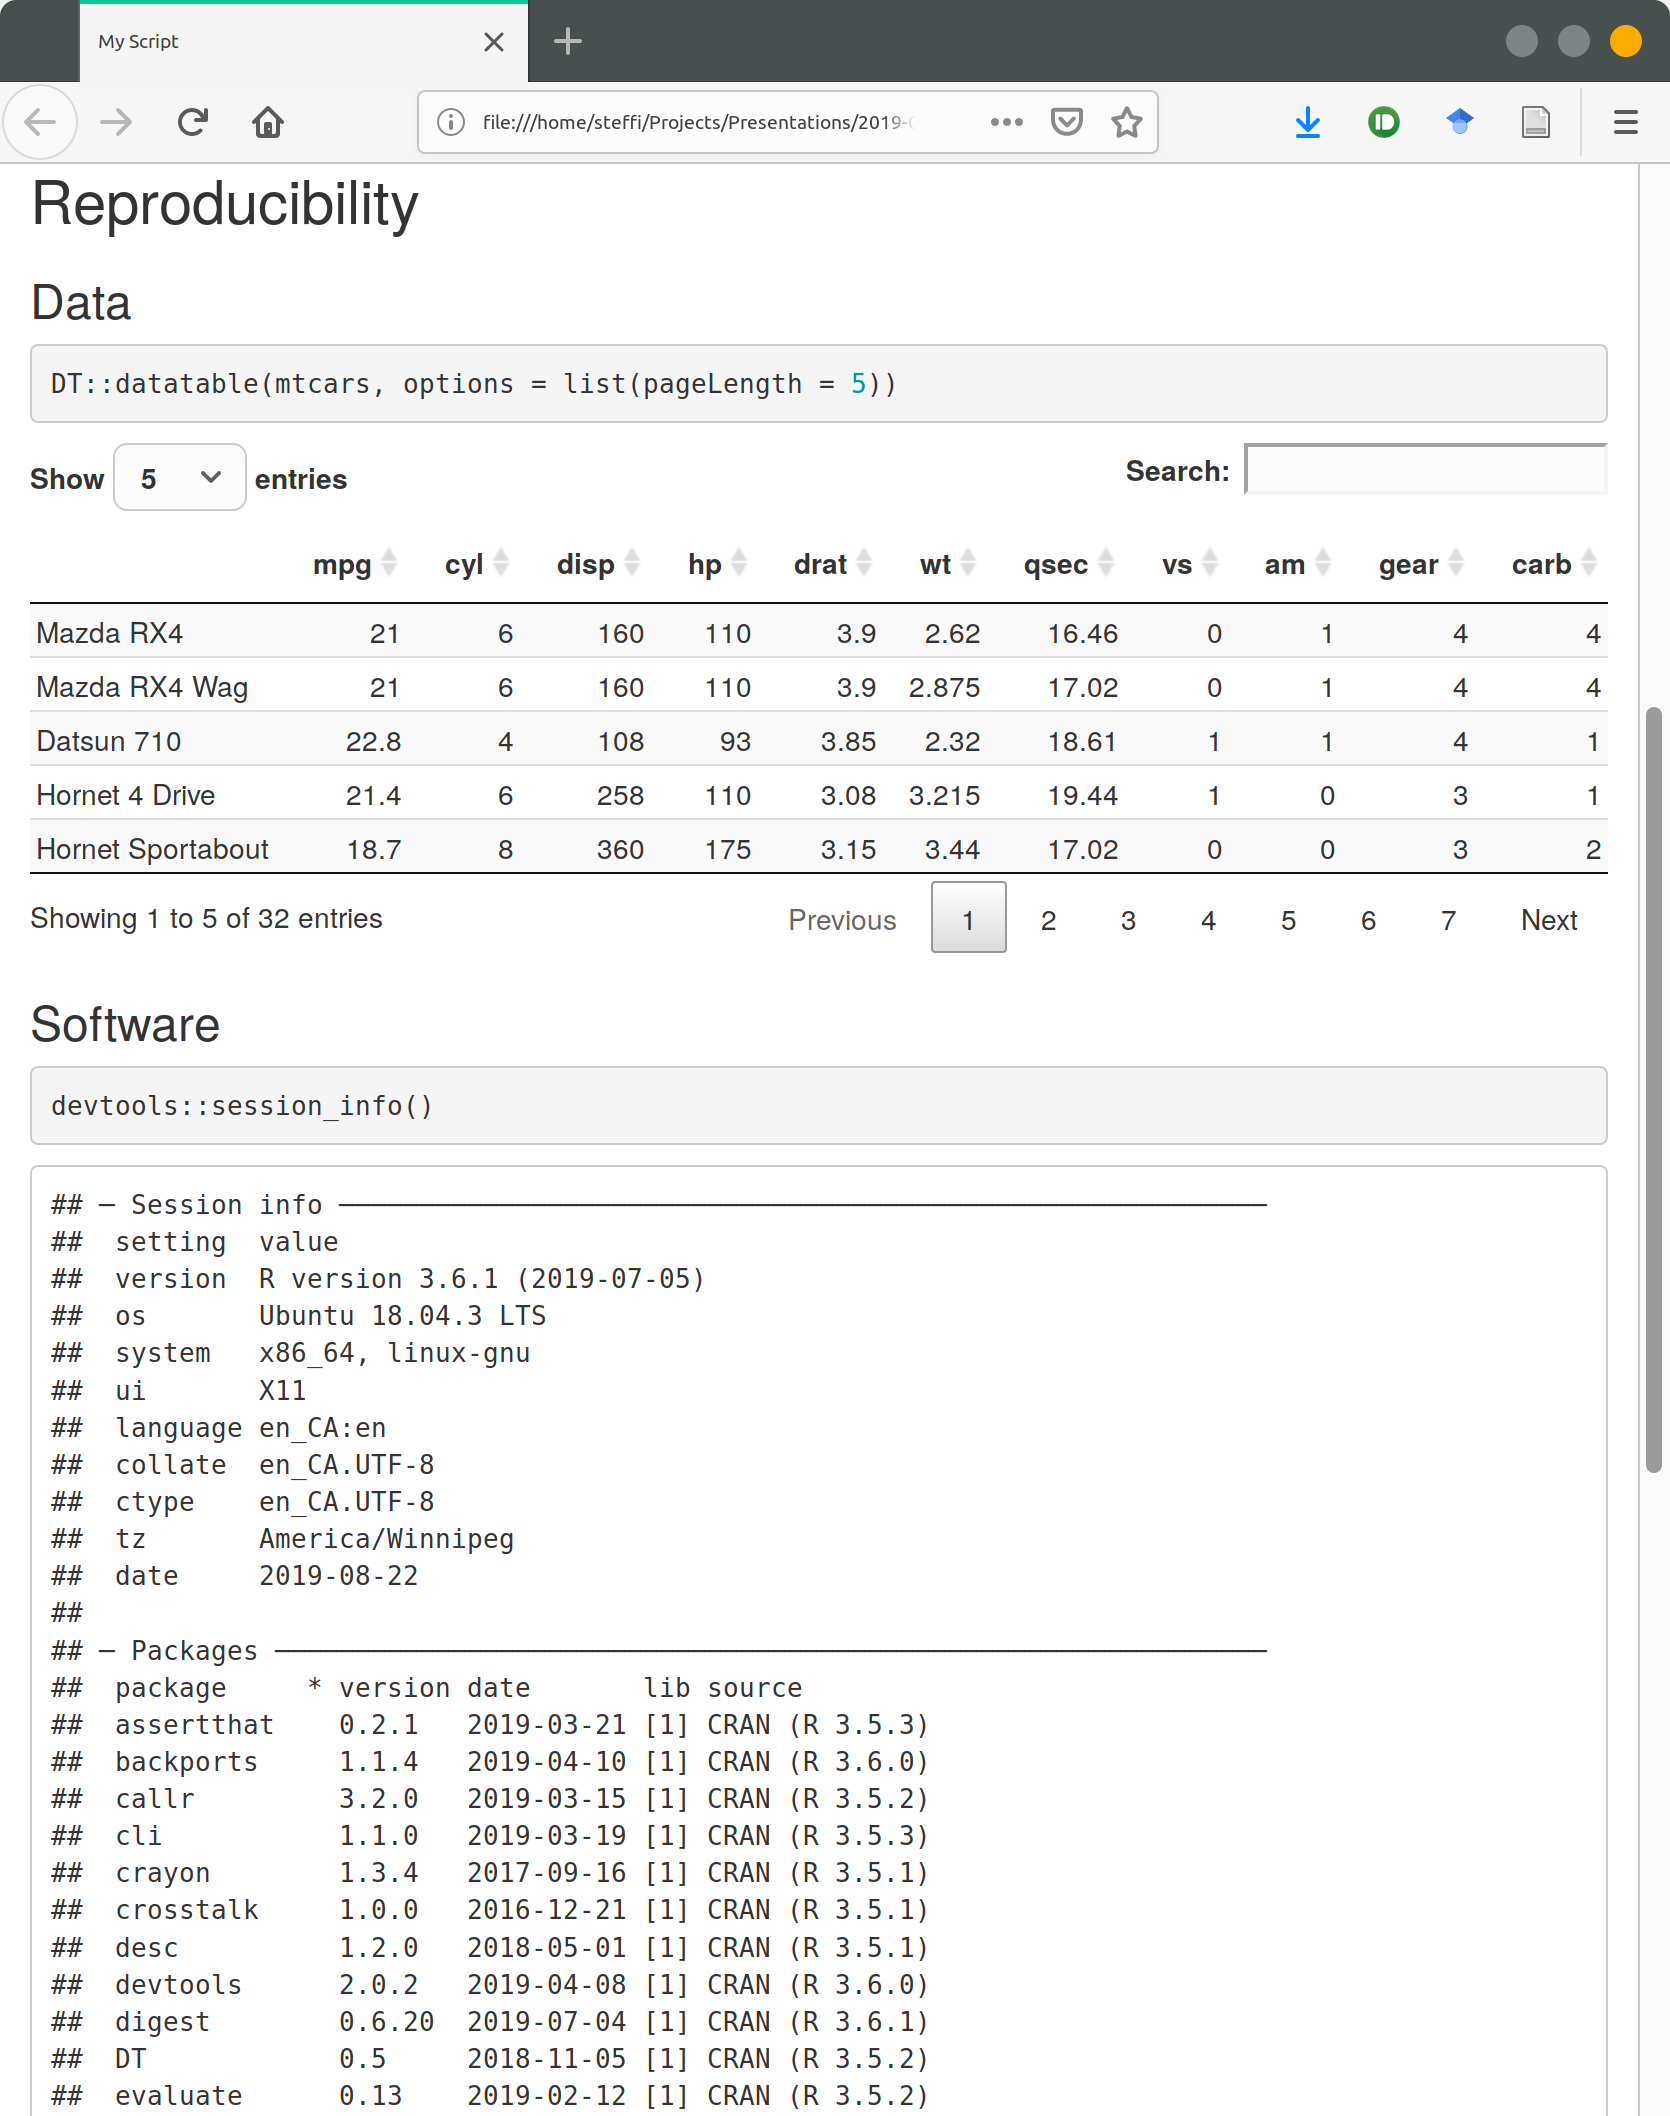 My Script
file:///home/steffi/Projects/Presentations/2019-
Reproducibility
Data
DT::datatable(mtcars, options = list(pageLength = 5))
Show 5 entries Search:
mpg cyl disp hp drat wt qsec vs am gear carb
Mazda RX4 21 6 160 110 3.9 2.62 16.46 0 1 4 4
Mazda RX4 Wag 21 6 160 110 3.9 2.875 17.02 0 1 4 4
Datsun 710 22.8 4 108 93 3.85 2.32 18.61 1 1 4 1
Hornet 4 Drive 21.4 6 258 110 3.08 3.215 19.44 1 0 3 1
Hornet Sportabout 18.7 8 360 175 3.15 3.44 17.02 0 0 3 2
Showing 1 to 5 of 32 entries Previous 1 2 3 4 5 6 7 Next
Software
devtools::session_info()
## ─ Session info ──────────────────────────────────────────────────────────
##  setting  value
##  version  R version 3.6.1 (2019-07-05)
##  os       Ubuntu 18.04.3 LTS
##  system   x86_64, linux-gnu
##  ui       X11
##  language en_CA:en
##  collate  en_CA.UTF-8
##  ctype    en_CA.UTF-8
##  tz       America/Winnipeg
##  date     2019-08-22
##
## ─ Packages ──────────────────────────────────────────────────────────────
##  package     * version date       lib source
##  assertthat    0.2.1   2019-03-21 [1] CRAN (R 3.5.3)
##  backports     1.1.4   2019-04-10 [1] CRAN (R 3.6.0)
##  callr         3.2.0   2019-03-15 [1] CRAN (R 3.5.2)
##  cli           1.1.0   2019-03-19 [1] CRAN (R 3.5.3)
##  crayon        1.3.4   2017-09-16 [1] CRAN (R 3.5.1)
##  crosstalk     1.0.0   2016-12-21 [1] CRAN (R 3.5.1)
##  desc          1.2.0   2018-05-01 [1] CRAN (R 3.5.1)
##  devtools      2.0.2   2019-04-08 [1] CRAN (R 3.6.0)
##  digest        0.6.20  2019-07-04 [1] CRAN (R 3.6.1)
##  DT            0.5     2018-11-05 [1] CRAN (R 3.5.2)
##  evaluate      0.13    2019-02-12 [1] CRAN (R 3.5.2)